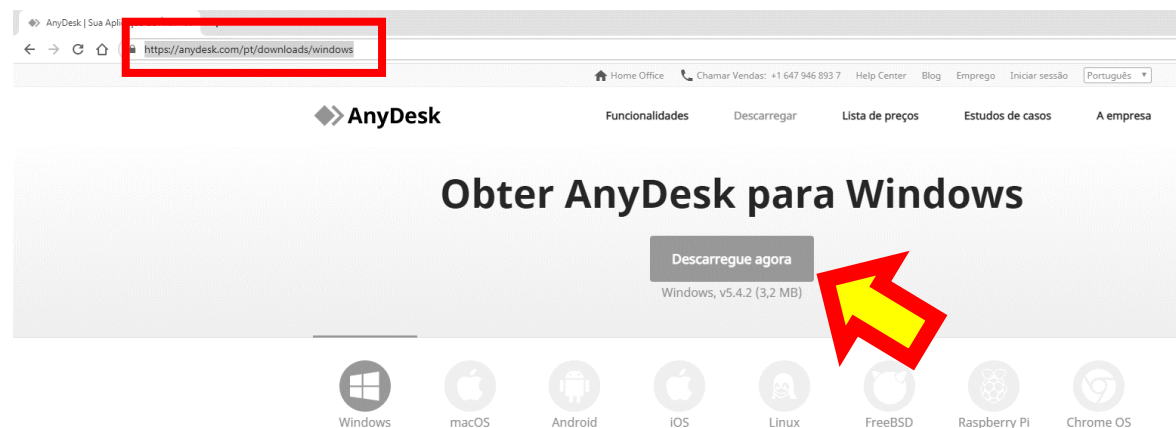 AnyDesk | Sua Apli
https://anydesk.com/pt/downloads/windows
Home Office Chamar Vendas: +1 647 946 893 7 Help Center Blog Emprego Iniciar sessão Português
AnyDesk Funcionalidades Descarregar Lista de preços Estudos de casos A empresa
Obter AnyDesk para Windows
Descarregue agora
Windows, v5.4.2 (3,2 MB)
Windows macOS Android iOS Linux FreeBSD Raspberry Pi Chrome OS